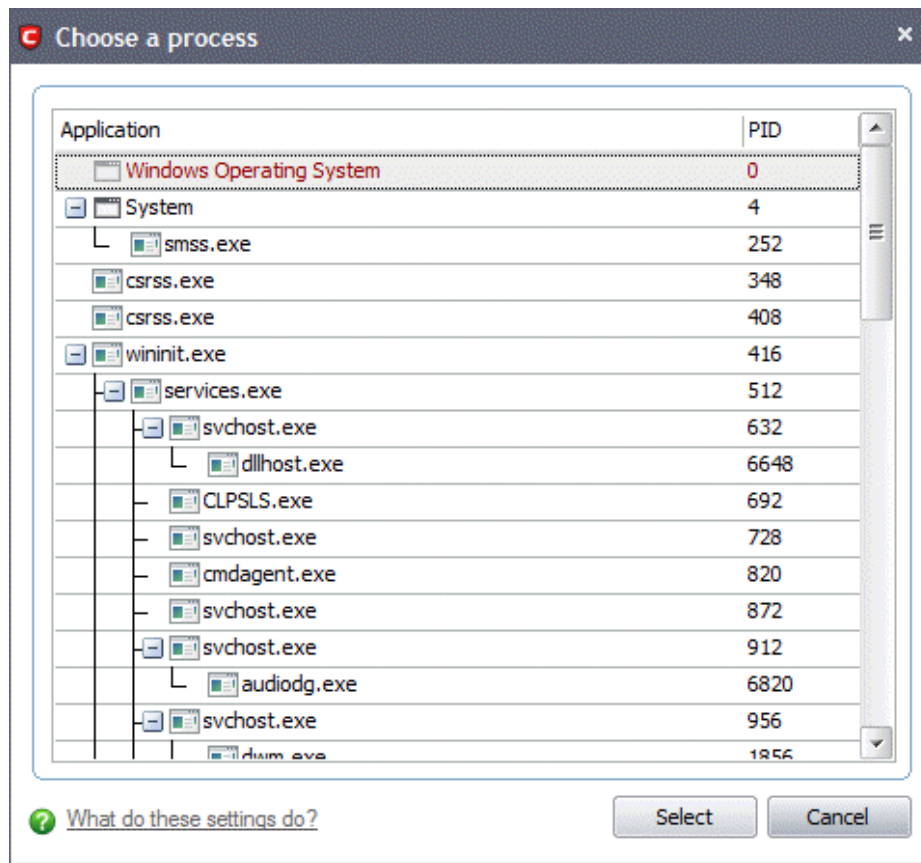 Choose a process
Application PID
Windows Operating System 0
System 4
smss.exe 252
csrss.exe 348
csrss.exe 408
wininit.exe 416
services.exe 512
svchost.exe 632
dllhost.exe 6648
CLPSLS.exe 692
svchost.exe 728
cmdagent.exe 820
svchost.exe 872
svchost.exe 912
audiodg.exe 6820
svchost.exe 956
dwm.exe 1856
What do these settings do? Select Cancel